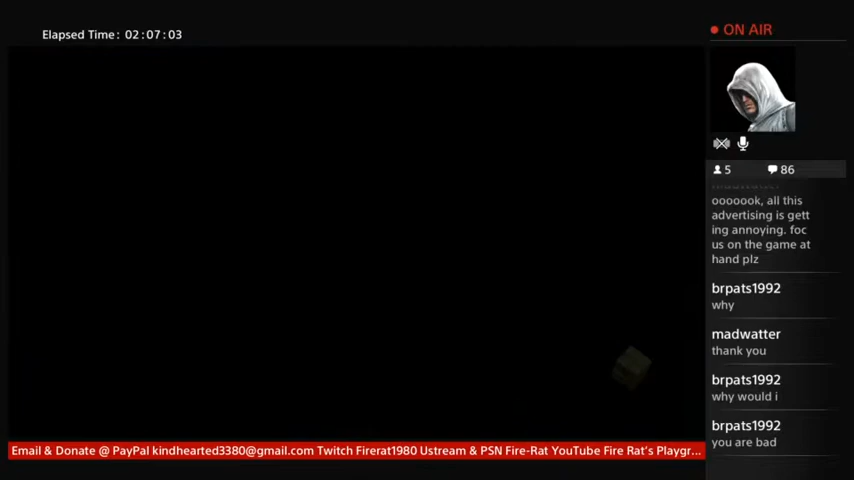 Elapsed Time: 02:07:03
ON AIR
5
86
ooooook, all this
advertising is gett
ing annoying. foc
us on the game at
hand plz
brpats1992
why
madwatter
thank you
brpats1992
why would i
brpats1992
you are bad
Email & Donate @ PayPal kindhearted3380@gmail.com Twitch Firerat1980 Ustream & PSN Fire-Rat YouTube Fire Rat's Playgr...